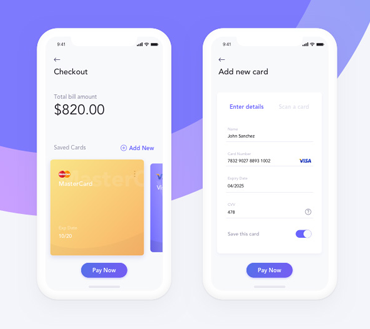 9:41
Checkout
Total bill amount
$820.00
Saved Cards
Add New
MasterCard
Pay Now
9:41
Add new card
Enter details
Scan a card
Name
John Sanchez
Card Number
7832 9027 8893 1002
VISA
Expiry Date
04/2025
CVV
478
Save this card
Pay Now